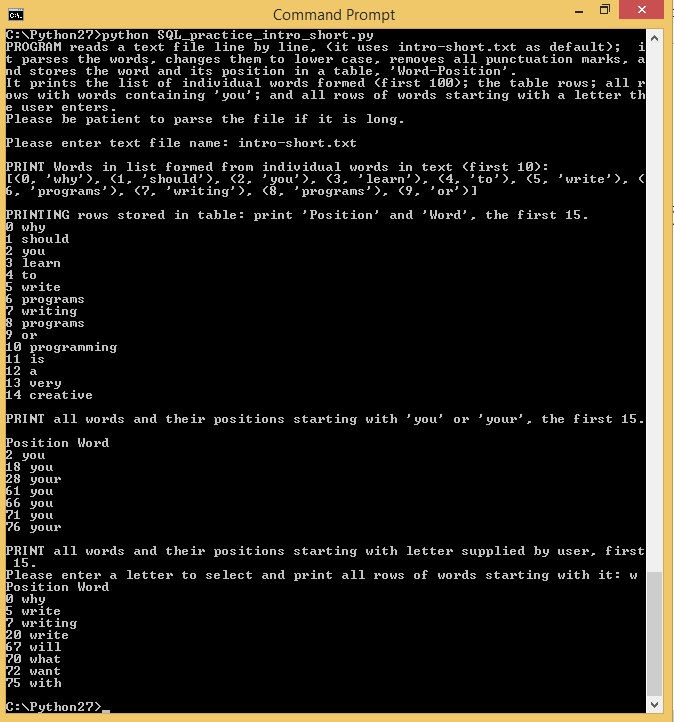 Command Prompt
C:\Python27>python SQL_practice_intro_short.py
PROGRAM reads a text file line by line, (it uses intro-short.txt as default);  i
t parses the words, changes them to lower case, removes all punctuation marks, a
nd stores the word and its position in a table, 'Word-Position'.
It prints the list of individual words formed (first 100); the table rows; all r
ows with words containing 'you'; and all rows of words starting with a letter th
e user enters.
Please be patient to parse the file if it is long.
Please enter text file name: intro-short.txt
PRINT Words in list formed from individual words in text (first 10):
[(0, 'why'), (1, 'should'), (2, 'you'), (3, 'learn'), (4, 'to'), (5, 'write'), (
6, 'programs'), (7, 'writing'), (8, 'programs'), (9, 'or')]
PRINTING rows stored in table: print 'Position' and 'Word', the first 15.
0 why
1 should
2 you
3 learn
4 to
5 write
6 programs
7 writing
8 programs
9 or
10 programming
11 is
12 a
13 very
14 creative
PRINT all words and their positions starting with 'you' or 'your', the first 15.
Position Word
2 you
18 you
28 your
61 you
66 you
71 you
76 your
PRINT all words and their positions starting with letter supplied by user, first
 15.
Please enter a letter to select and print all rows of words starting with it: w
Position Word
0 why
5 write
7 writing
20 write
67 will
70 what
72 want
75 with
C:\Python27>_